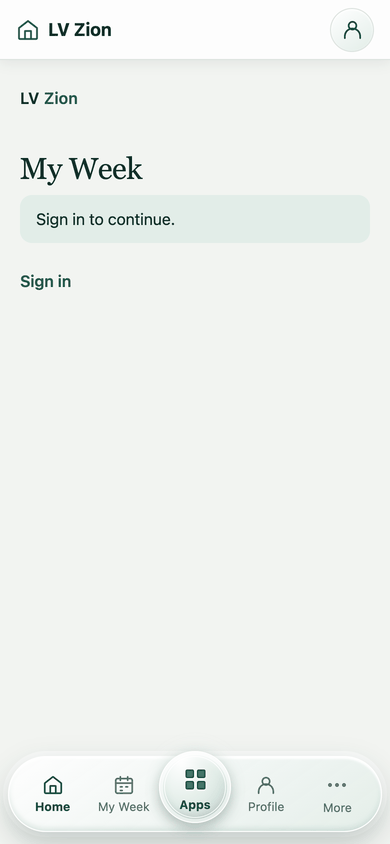 LV Zion
LV Zion
My Week
Sign in to continue.
Sign in
Home
My Week
Apps
Profile
More